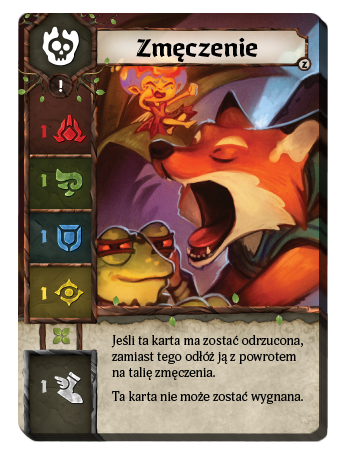 Zmęczenie
Z
!
1
1
1
1
1
Jeśli ta karta ma zostać odrzucona,
zamiast tego odłóż ją z powrotem
na talię zmęczenia.
Ta karta nie może zostać wygnana.